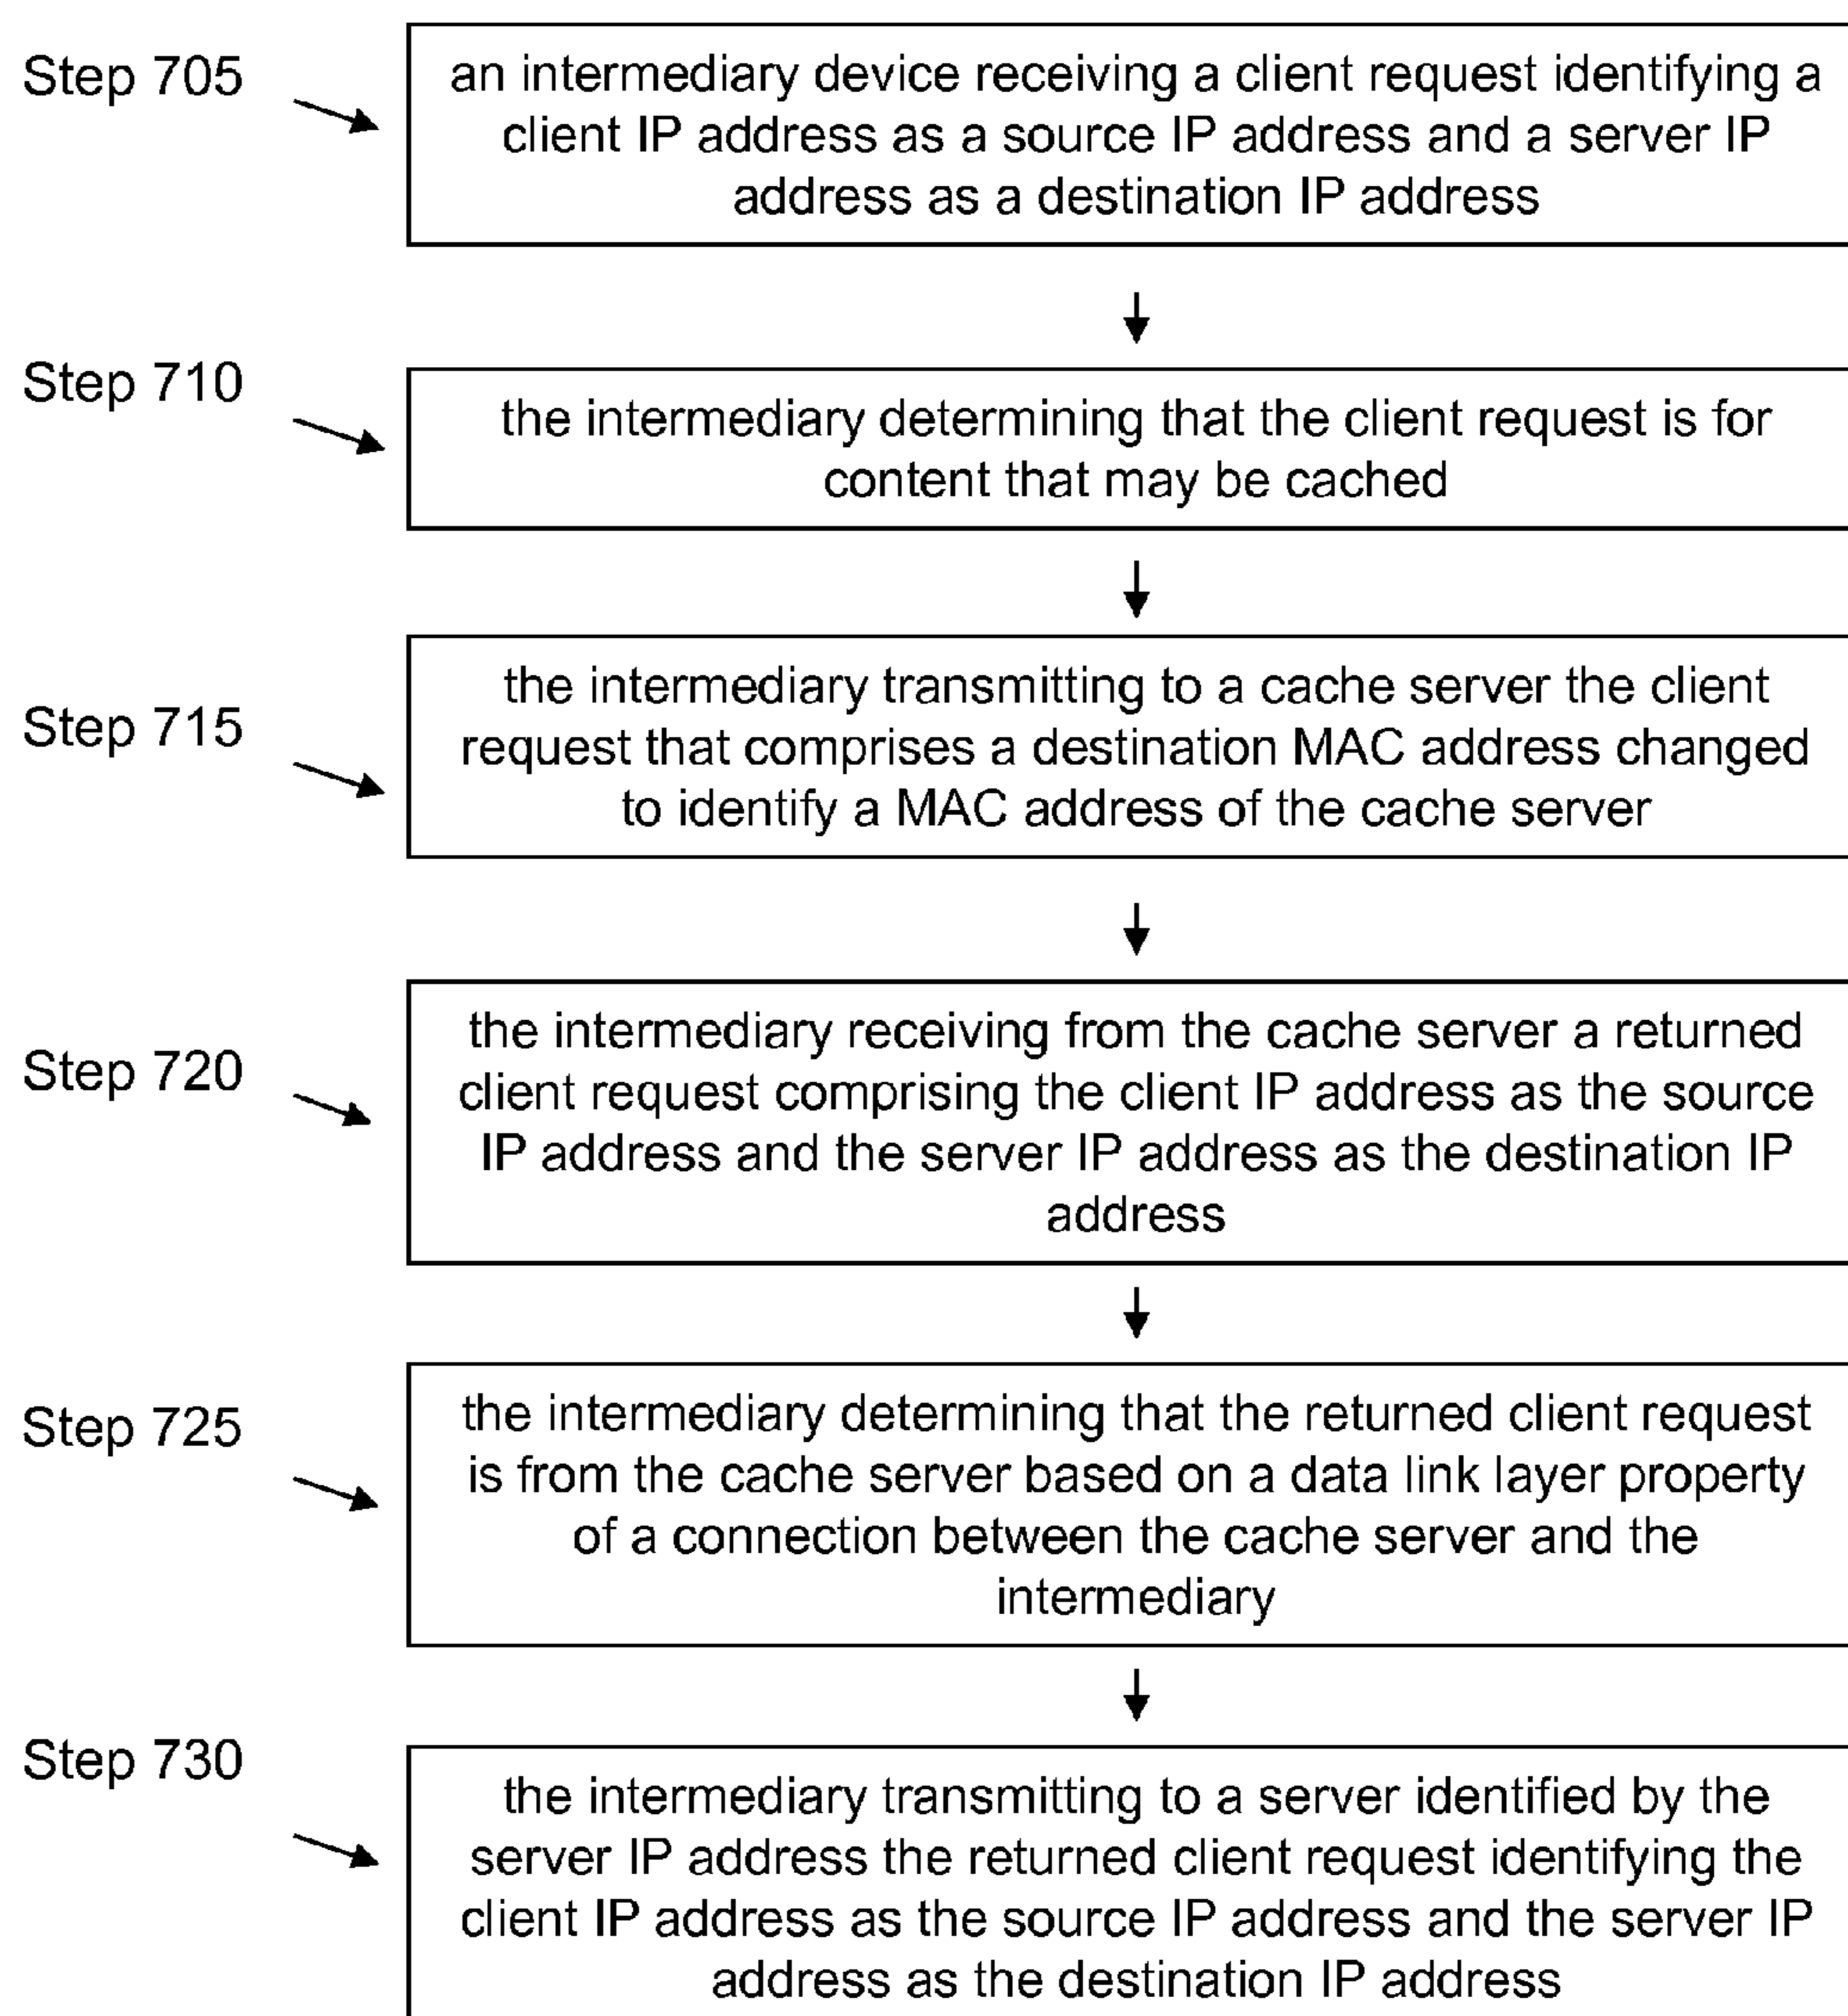 Step 705
an intermediary device receiving a client request identifying a
client IP address as a source IP address and a server IP
address as a destination IP address
Step 710
the intermediary determining that the client request is for
content that may be cached
Step 715
the intermediary transmitting to a cache server the client
request that comprises a destination MAC address changed
to identify a MAC address of the cache server
Step 720
the intermediary receiving from the cache server a returned
client request comprising the client IP address as the source
IP address and the server IP address as the destination IP
address
Step 725
the intermediary determining that the returned client request
is from the cache server based on a data link layer property
of a connection between the cache server and the
intermediary
Step 730
the intermediary transmitting to a server identified by the
server IP address the returned client request identifying the
client IP address as the source IP address and the server IP
address as the destination IP address